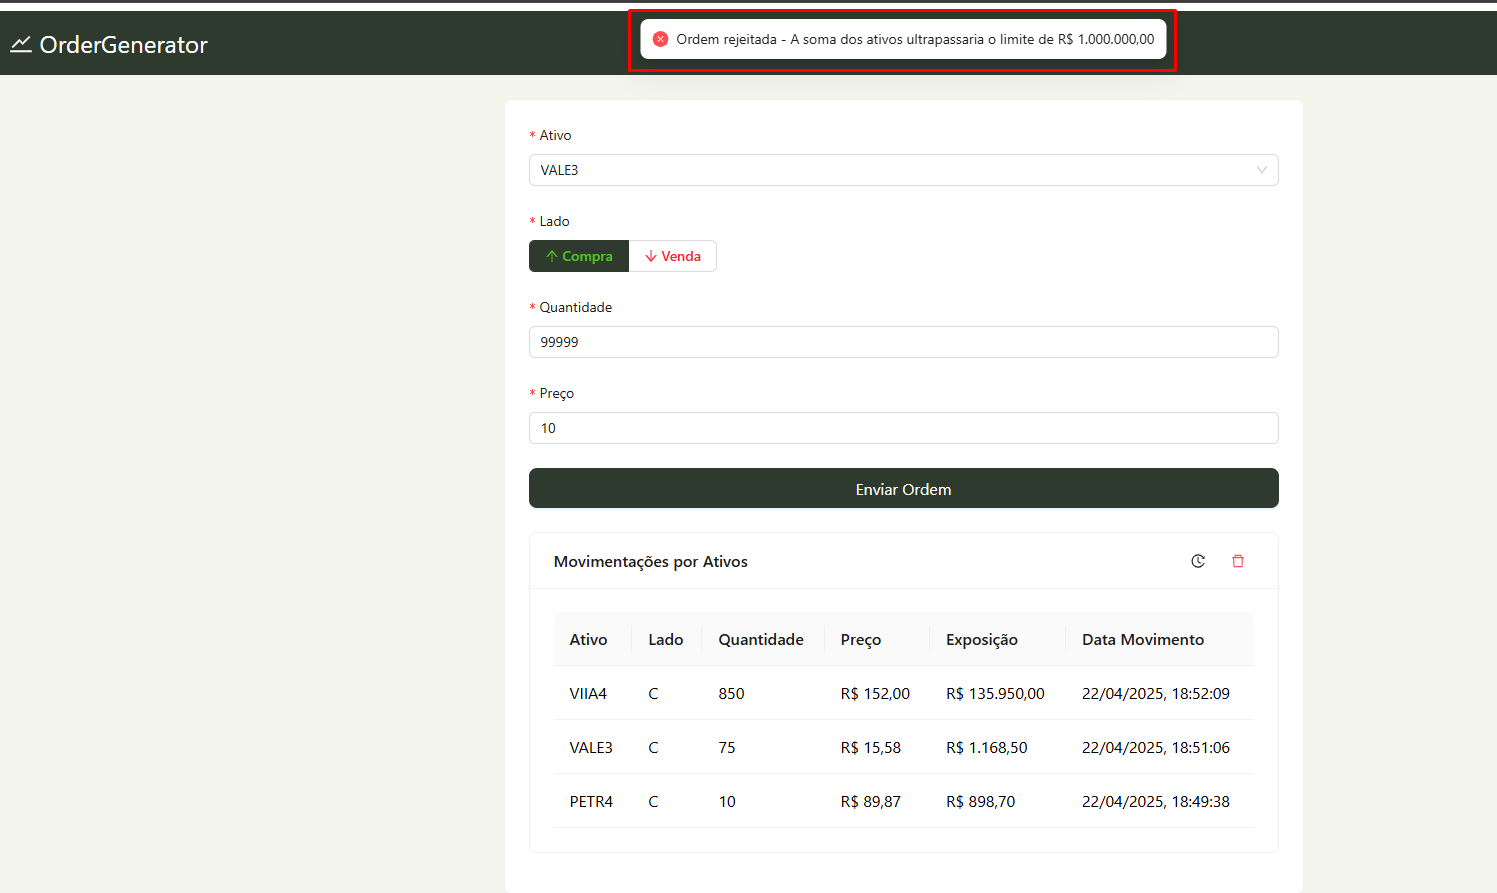 OrderGenerator
Ordem rejeitada - A soma dos ativos ultrapassaria o limite de R$ 1.000.000,00
* Ativo
VALE3
* Lado
Compra Venda
* Quantidade
99999
* Preço
10
Enviar Ordem
Movimentações por Ativos
Ativo Lado Quantidade Preço Exposição Data Movimento
VIIA4 C 850 R$ 152,00 R$ 135.950,00 22/04/2025, 18:52:09
VALE3 C 75 R$ 15,58 R$ 1.168,50 22/04/2025, 18:51:06
PETR4 C 10 R$ 89,87 R$ 898,70 22/04/2025, 18:49:38